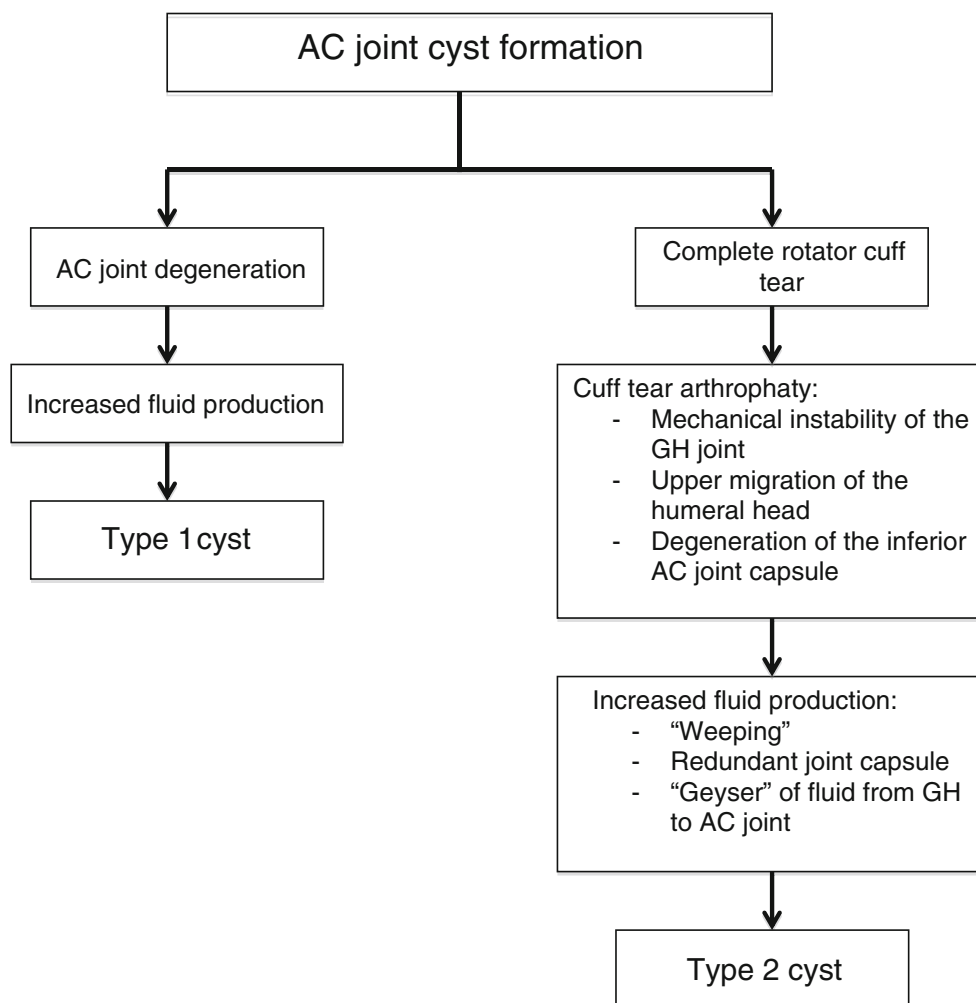 AC joint cyst formation
AC joint degeneration
Increased fluid production
Type 1 cyst
Complete rotator cuff
tear
Cuff tear arthrophaty:
- Mechanical instability of the
GH joint
- Upper migration of the
humeral head
- Degeneration of the inferior
AC joint capsule
Increased fluid production:
- “Weeping”
- Redundant joint capsule
- “Geyser” of fluid from GH
to AC joint
Type 2 cyst